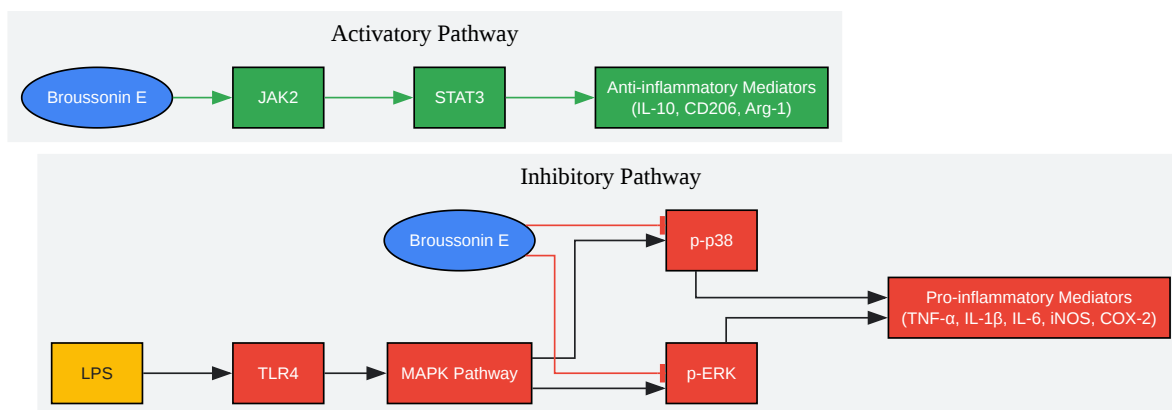 Activatory Pathway
Broussonin E
JAK2
STAT3
Anti-inflammatory Mediators
(IL-10, CD206, Arg-1)
Inhibitory Pathway
Broussonin E
p-p38
Pro-inflammatory Mediators
(TNF-α, IL-1β, IL-6, iNOS, COX-2)
LPS
TLR4
MAPK Pathway
p-ERK